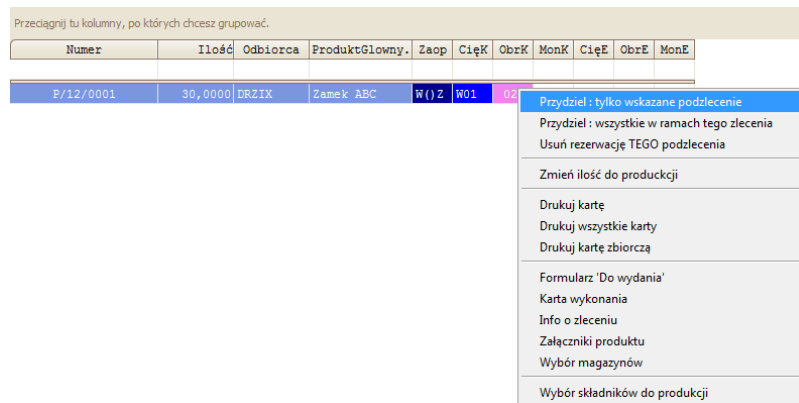 Przeciągnij tu kolumny, po których chcesz grupować.
Numer Ilość Odbiorca ProduktGlowny. Zaop CięK ObrK MonK CięE ObrE MonE
P/12/0001 30,0000 DRZIX Zamek ABC W()Z W01 02
Przydziel : tylko wskazane podzlecenie
Przydziel : wszystkie w ramach tego zlecenia
Usuń rezerwację TEGO podzlecenia
Zmień ilość do produckcji
Drukuj kartę
Drukuj wszystkie karty
Drukuj kartę zbiorczą
Formularz 'Do wydania'
Karta wykonania
Info o zleceniu
Załączniki produktu
Wybór magazynów
Wybór składników do produkcji